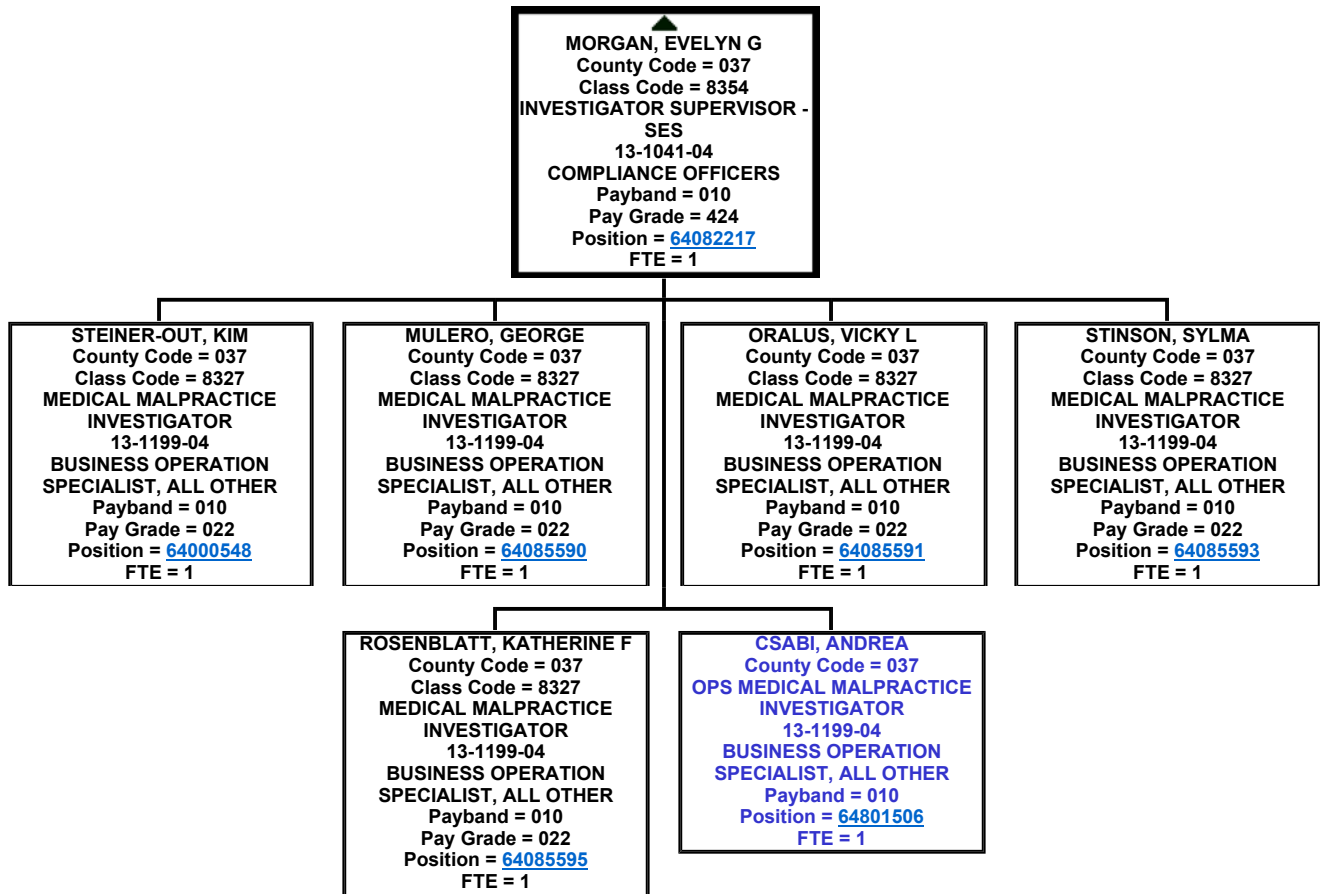 MORGAN, EVELYN G
County Code = 037
Class Code = 8354
INVESTIGATOR SUPERVISOR -
SES
13-1041-04
COMPLIANCE OFFICERS
Payband = 010
Pay Grade = 424
Position = 64082217
FTE = 1
STEINER-OUT, KIM
County Code = 037
Class Code = 8327
MEDICAL MALPRACTICE
INVESTIGATOR
13-1199-04
BUSINESS OPERATION
SPECIALIST, ALL OTHER
Payband = 010
Pay Grade = 022
Position = 64000548
FTE = 1
MULERO, GEORGE
County Code = 037
Class Code = 8327
MEDICAL MALPRACTICE
INVESTIGATOR
13-1199-04
BUSINESS OPERATION
SPECIALIST, ALL OTHER
Payband = 010
Pay Grade = 022
Position = 64085590
FTE = 1
ORALUS, VICKY L
County Code = 037
Class Code = 8327
MEDICAL MALPRACTICE
INVESTIGATOR
13-1199-04
BUSINESS OPERATION
SPECIALIST, ALL OTHER
Payband = 010
Pay Grade = 022
Position = 64085591
FTE = 1
STINSON, SYLMA
County Code = 037
Class Code = 8327
MEDICAL MALPRACTICE
INVESTIGATOR
13-1199-04
BUSINESS OPERATION
SPECIALIST, ALL OTHER
Payband = 010
Pay Grade = 022
Position = 64085593
FTE = 1
ROSENBLATT, KATHERINE F
County Code = 037
Class Code = 8327
MEDICAL MALPRACTICE
INVESTIGATOR
13-1199-04
BUSINESS OPERATION
SPECIALIST, ALL OTHER
Payband = 010
Pay Grade = 022
Position = 64085595
FTE = 1
CSABI, ANDREA
County Code = 037
OPS MEDICAL MALPRACTICE
INVESTIGATOR
13-1199-04
BUSINESS OPERATION
SPECIALIST, ALL OTHER
Payband = 010
Position = 64801506
FTE = 1